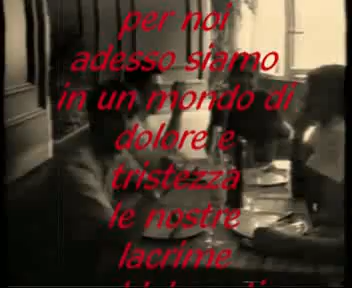 per noi
adesso siamo
in un mondo di
dolore e
tristezza
le nostre
lacrime